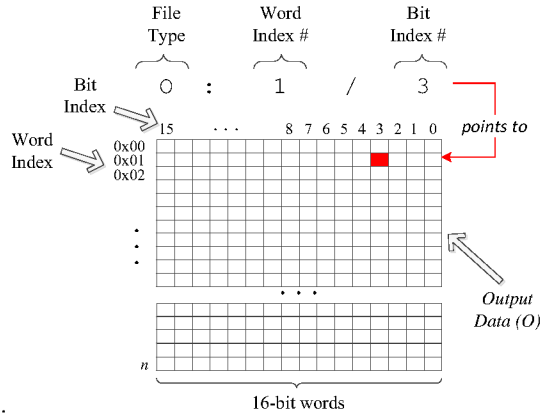 File Type
Word Index #
Bit Index #
O : 1 / 3
points to
Bit Index
15 . . . 8 7 6 5 4 3 2 1 0
Word Index
0x00
0x01
0x02
. . .
. . .
Output Data (O)
n
16-bit words
.